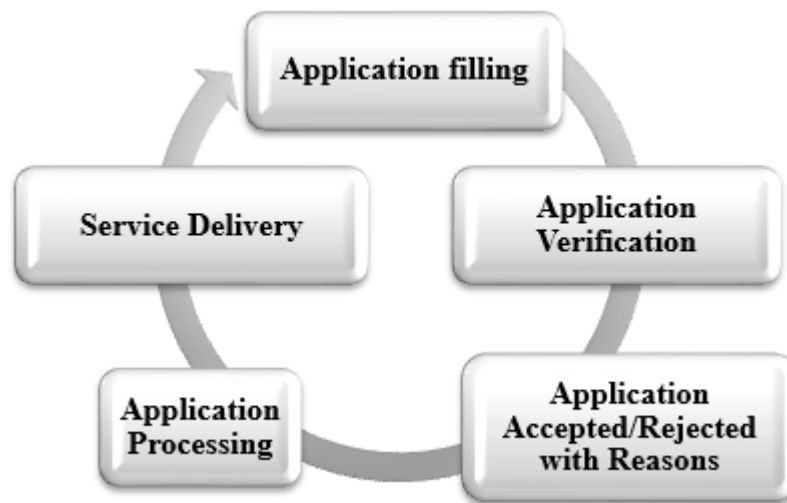 Application filling
Application
Verification
Application
Accepted/Rejected
with Reasons
Application
Processing
Service Delivery